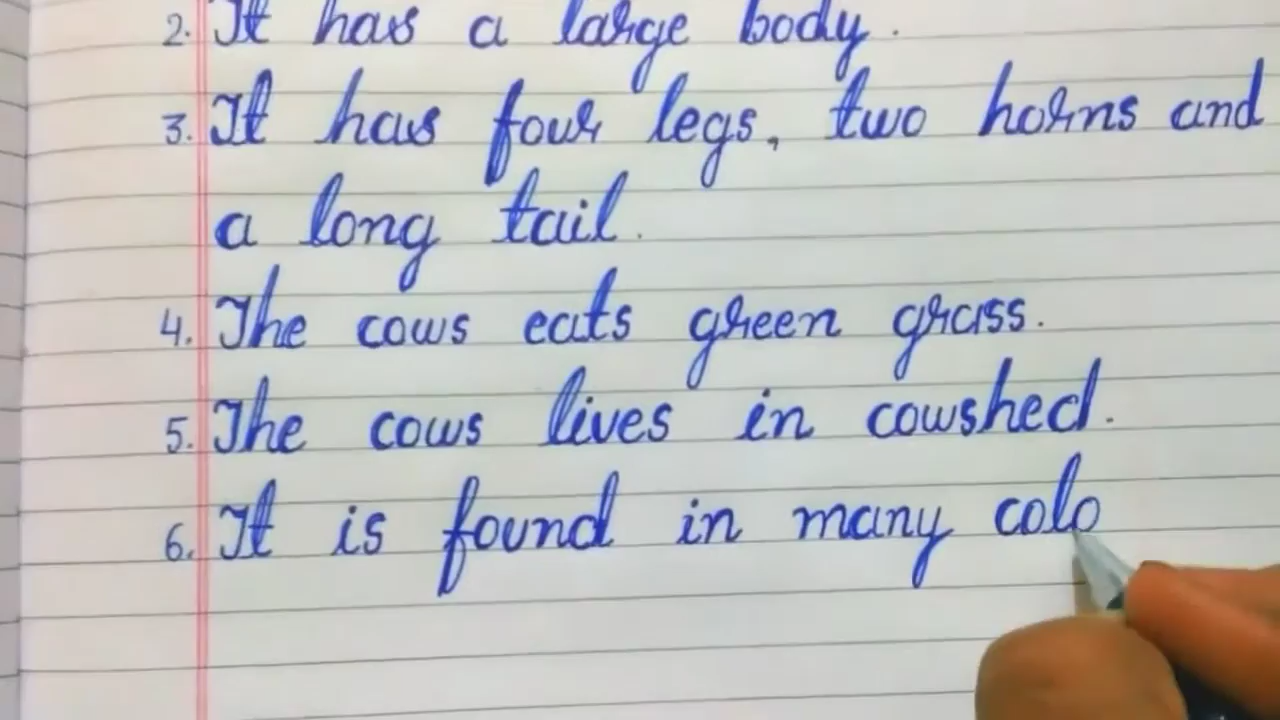 2. It has a large body.
3. It has four legs, two horns and
a long tail.
4. The cows eats green grass.
5. The cows lives in cowshed.
6. It is found in many colo